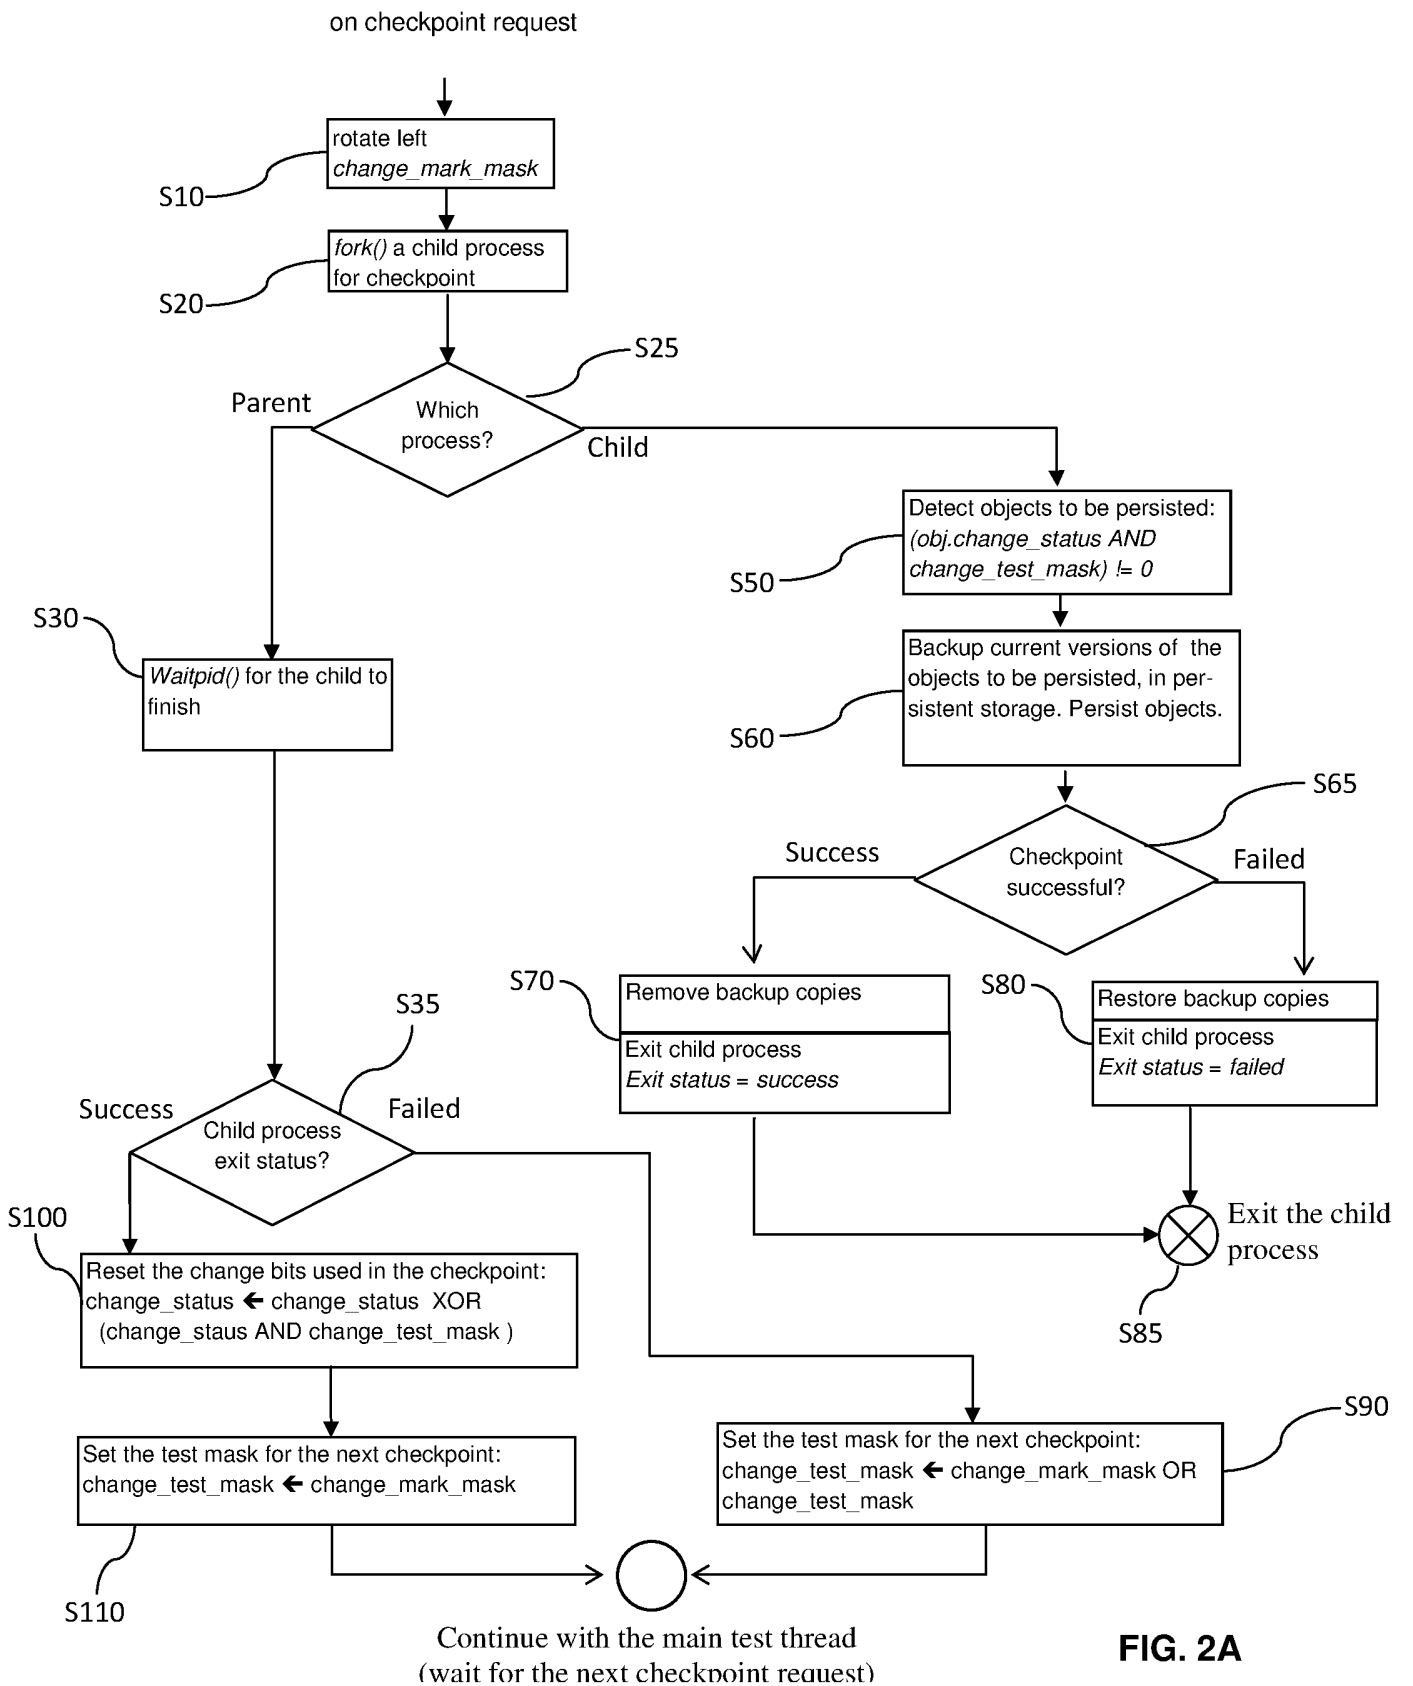 on checkpoint request
rotate left
change_mark_mask
S10
fork() a child process
for checkpoint
S20
S25
Parent
Which
process?
Child
Detect objects to be persisted:
(obj.change_status AND
change_test_mask) != 0
S50
S30
Waitpid() for the child to
finish
Backup current versions of the
objects to be persisted, in per-
sistent storage. Persist objects.
S60
S65
Success
Checkpoint
successful?
Failed
S70
Remove backup copies
Exit child process
Exit status = success
S80
Restore backup copies
Exit child process
Exit status = failed
S35
Success
Child process
exit status?
Failed
S100
Exit the child
process
S85
Reset the change bits used in the checkpoint:
change_status 🡰 change_status XOR
(change_staus AND change_test_mask )
S90
Set the test mask for the next checkpoint:
change_test_mask 🡰 change_mark_mask
Set the test mask for the next checkpoint:
change_test_mask 🡰 change_mark_mask OR
change_test_mask
S110
Continue with the main test thread
(wait for the next checkpoint request)
FIG. 2A